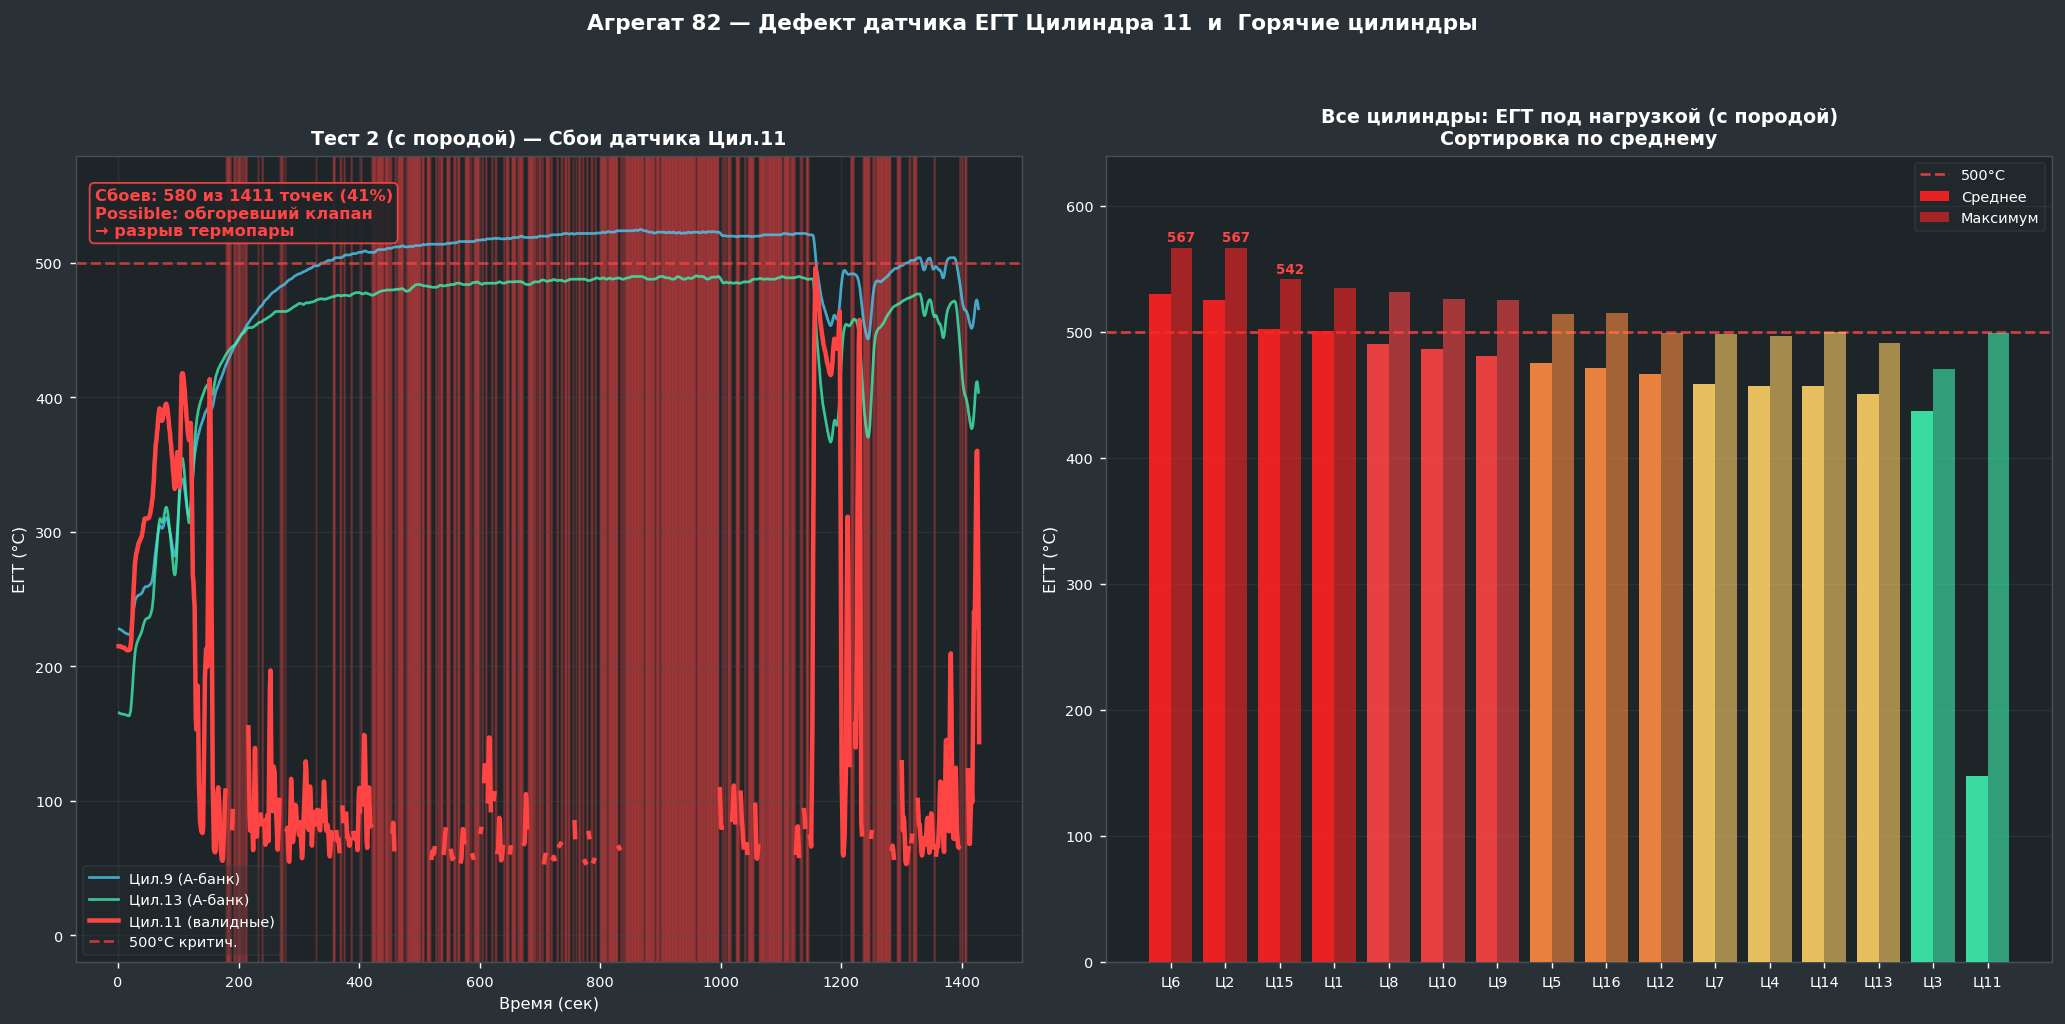 Агрегат 82 — Дефект датчика ЕГТ Цилиндра 11  и  Горячие цилиндры
Тест 2 (с породой) — Сбои датчика Цил.11
Сбоев: 580 из 1411 точек (41%)
Possible: обгоревший клапан
→ разрыв термопары
ЕГТ (°C)
500
400
300
200
100
0
Цил.9 (А-банк)
Цил.13 (А-банк)
Цил.11 (валидные)
500°C критич.
0 200 400 600 800 1000 1200 1400
Время (сек)
Все цилиндры: ЕГТ под нагрузкой (с породой)
Сортировка по среднему
500°C
Среднее
Максимум
567 567 542
ЕГТ (°C)
600
500
400
300
200
100
0
Ц6 Ц2 Ц15 Ц1 Ц8 Ц10 Ц9 Ц5 Ц16 Ц12 Ц7 Ц4 Ц14 Ц13 Ц3 Ц11